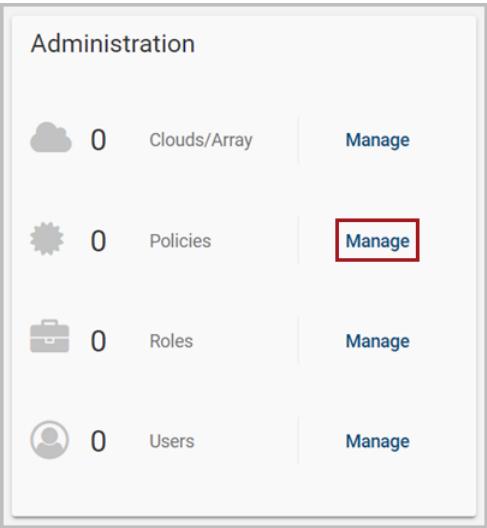 Administration
0 Clouds/Array Manage
0 Policies Manage
0 Roles Manage
0 Users Manage